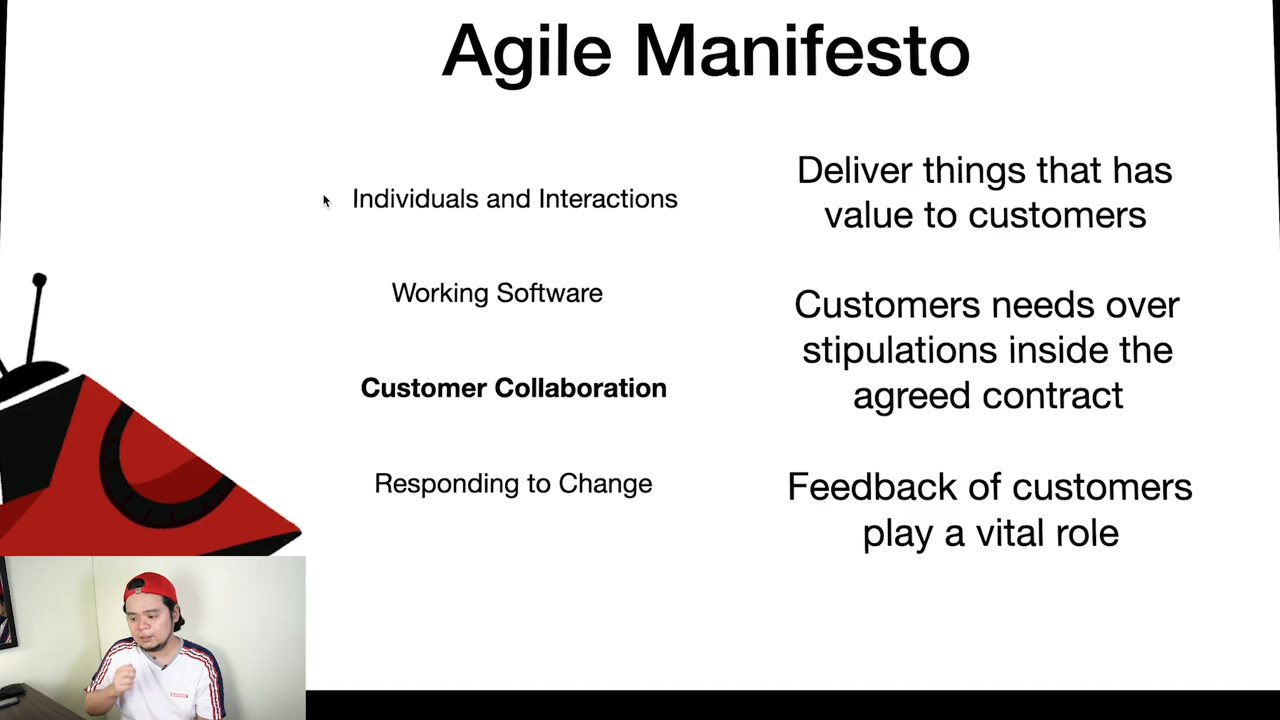 Agile Manifesto
Individuals and Interactions
Working Software
Customer Collaboration
Responding to Change
Deliver things that has
value to customers
Customers needs over
stipulations inside the
agreed contract
Feedback of customers
play a vital role